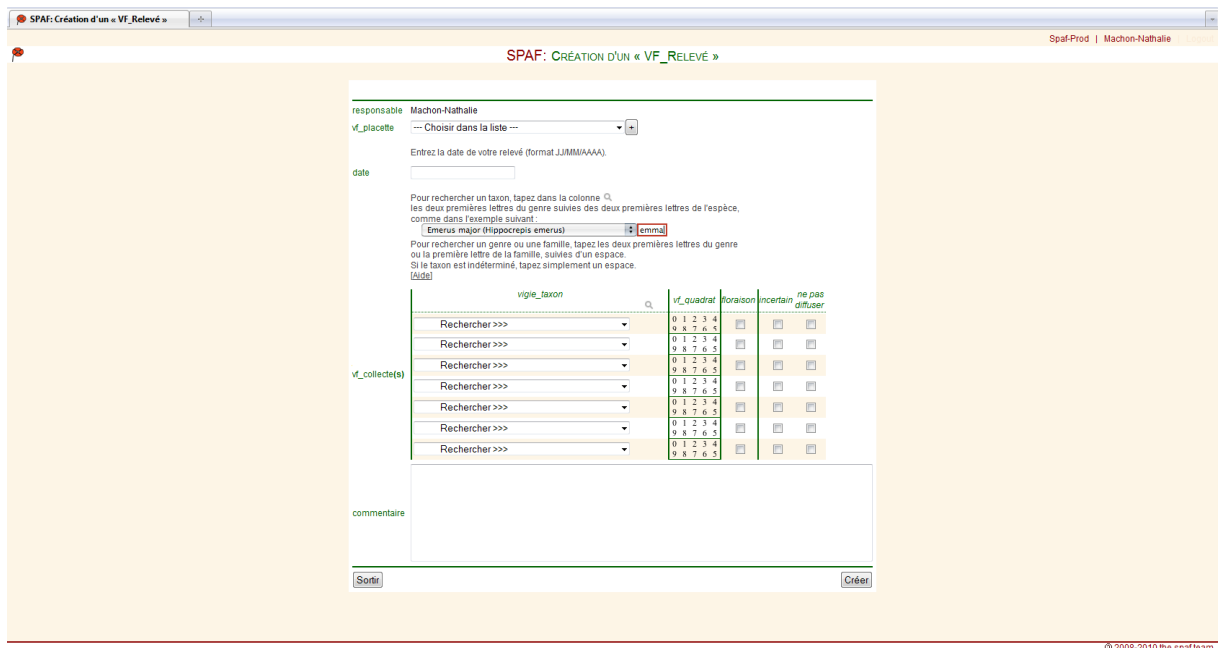 SPAF: Création d'un « VF_Relevé »
Spaf-Prod | Machon-Nathalie |
SPAF: CRÉATION D'UN « VF_RELEVÉ »
responsable Machon-Nathalie
vf_placette --- Choisir dans la liste --- +
Entrez la date de votre relevé (format JJ/MM/AAAA).
date
Pour rechercher un taxon, tapez dans la colonne
les deux premières lettres du genre suivies des deux premières lettres de l'espèce,
comme dans l'exemple suivant :
Emerus major (Hippocrepis emerus) emma
Pour rechercher un genre ou une famille, tapez les deux premières lettres du genre
ou la première lettre de la famille, suivies d'un espace.
Si le taxon est indéterminé, tapez simplement un espace.
[Aide]
vigie_taxon vf_quadrat floraison incertain ne pas diffuser
vf_collecte(s)
Rechercher >>> 0 1 2 3 4
9 8 7 6 5
Rechercher >>> 0 1 2 3 4
9 8 7 6 5
Rechercher >>> 0 1 2 3 4
9 8 7 6 5
Rechercher >>> 0 1 2 3 4
9 8 7 6 5
Rechercher >>> 0 1 2 3 4
9 8 7 6 5
Rechercher >>> 0 1 2 3 4
9 8 7 6 5
Rechercher >>> 0 1 2 3 4
9 8 7 6 5
commentaire
Sortir Créer
@ 2008-2010 the spaf team